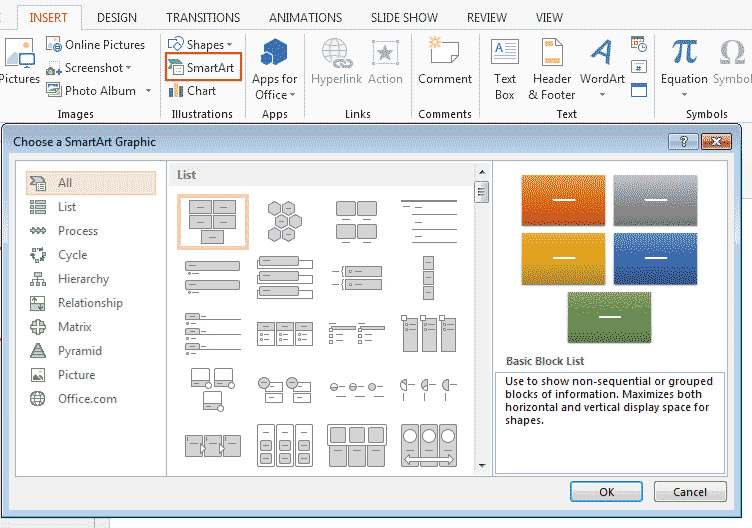 INSERT DESIGN TRANSITIONS ANIMATIONS SLIDE SHOW REVIEW VIEW
Pictures
Online Pictures
Screenshot
Photo Album
Images
Shapes
SmartArt
Chart
Illustrations
Apps for
Office
Apps
Hyperlink Action
Links
Comment
Comments
Text
Box
Header
& Footer
WordArt
Text
Equation Symbo
Symbols
Choose a SmartArt Graphic
?
All
List
Process
Cycle
Hierarchy
Relationship
Matrix
Pyramid
Picture
Office.com
List
Basic Block List
Use to show non-sequential or grouped
blocks of information. Maximizes both
horizontal and vertical display space for
shapes.
OK Cancel